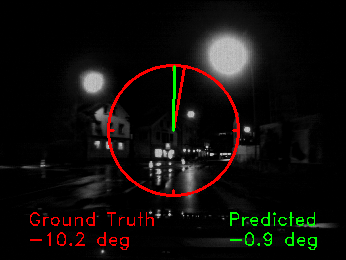 Ground Truth
-10.2 deg
Predicted
-0.9 deg